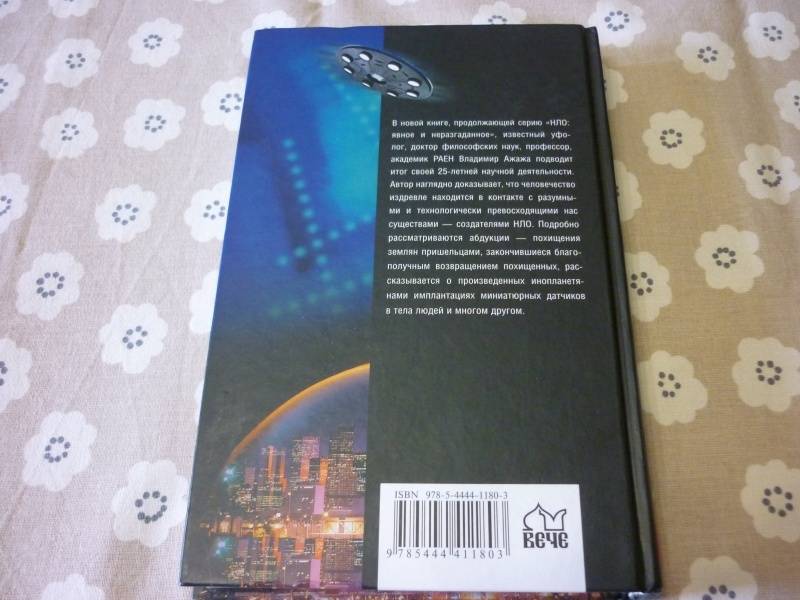 В новой книге, продолжающей серию «НЛО:
явное и неразгаданное», известный уфо-
лог, доктор философских наук, профессор,
академик РАЕН Владимир Ажажа подводит
итог своей 25-летней научной деятельности.
Автор наглядно доказывает, что человечество
издревле находится в контакте с разумны-
ми и технологически превосходящими нас
существами — создателями НЛО. Подробно
рассматриваются абдукции — похищения
землян пришельцами, закончившиеся благо-
получным возвращением похищенных, рас-
сказывается о произведенных инопланетя-
нами имплантациях миниатюрных датчиков
в тела людей и многом другом.
ISBN 978-5-4444-1180-3
9 785444 411803
ВЕЧЕ